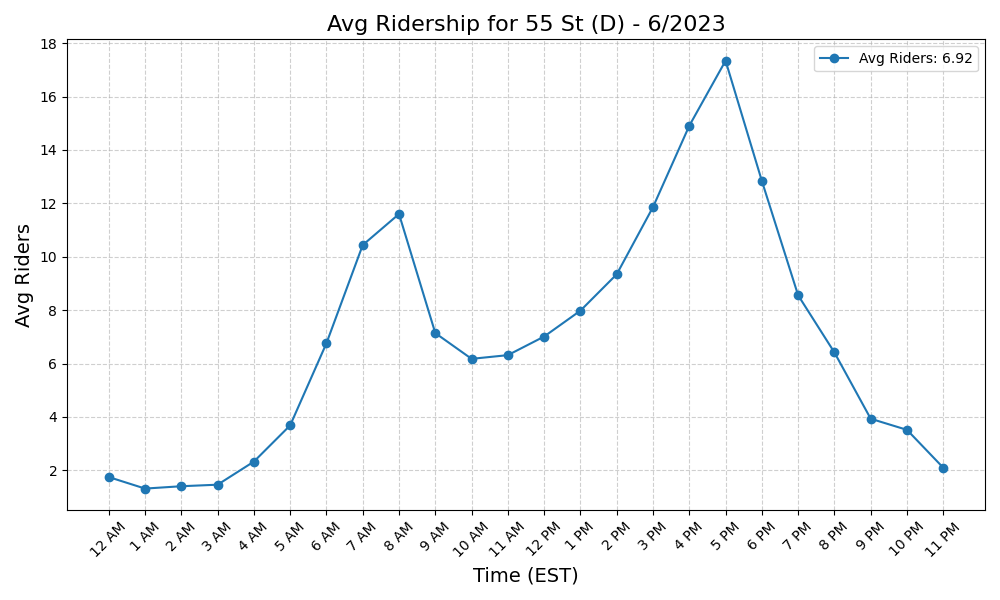 Avg Ridership for 55 St (D) - 6/2023
Avg Riders: 6.92
Avg Riders
18
16
14
12
10
8
6
4
2
12 AM
1 AM
2 AM
3 AM
4 AM
5 AM
6 AM
7 AM
8 AM
9 AM
10 AM
11 AM
12 PM
1 PM
2 PM
3 PM
4 PM
5 PM
6 PM
7 PM
8 PM
9 PM
10 PM
11 PM
Time (EST)